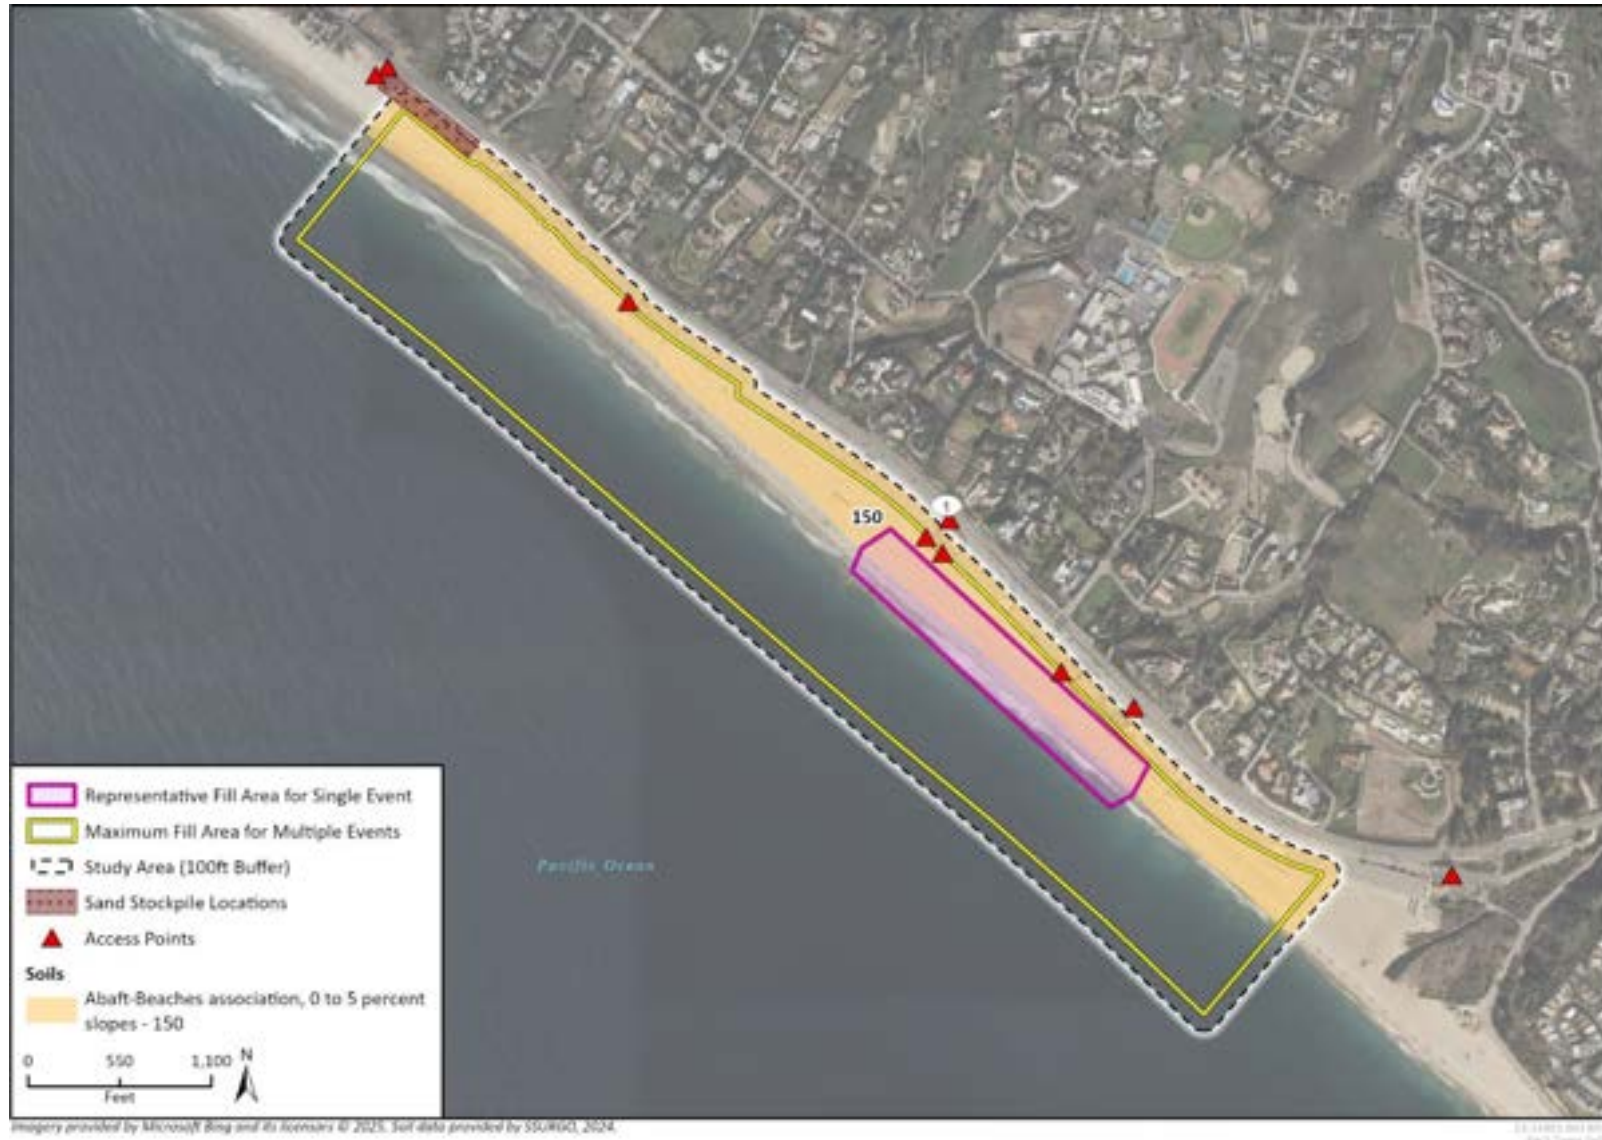 1
150
Pacific Ocean
Representative Fill Area for Single Event
Maximum Fill Area for Multiple Events
Study Area (100ft Buffer)
Sand Stockpile Locations
Access Points
Soils
Abaft-Beaches association, 0 to 5 percent
slopes - 150
0 550 1,100 N
Feet
Imagery provided by Microsoft Bing and its licensors © 2025. Soil data provided by SSURGO, 2024.